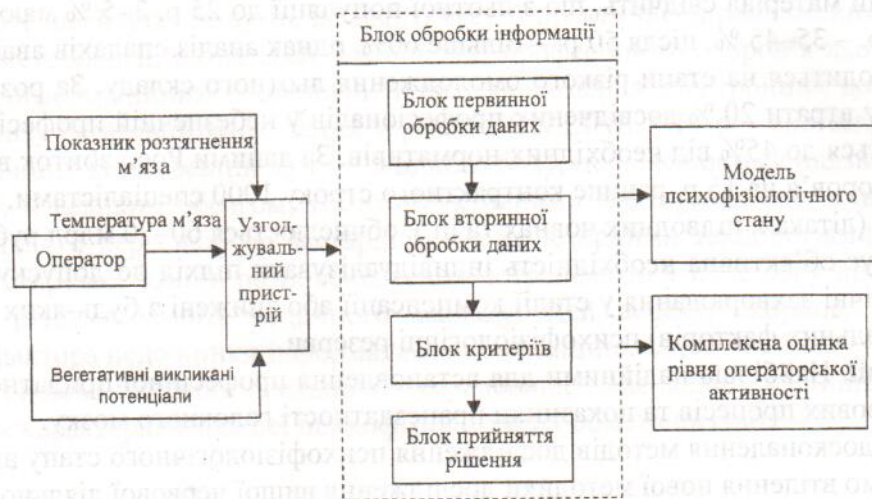 Блок обробки інформації
Блок первинної
обробки даних
Показник розтягнення
м’яза
Модель
психофізіологічного
стану
Температура м’яза
Оператор
Узгод-
жуваль-
ний
прист-
рій
Блок вторинної
обробки даних
Блок критеріїв
Комплексна оцінка
рівня операторської
активності
Вегетативні викликані
потенціали
Блок прийняття
рішення